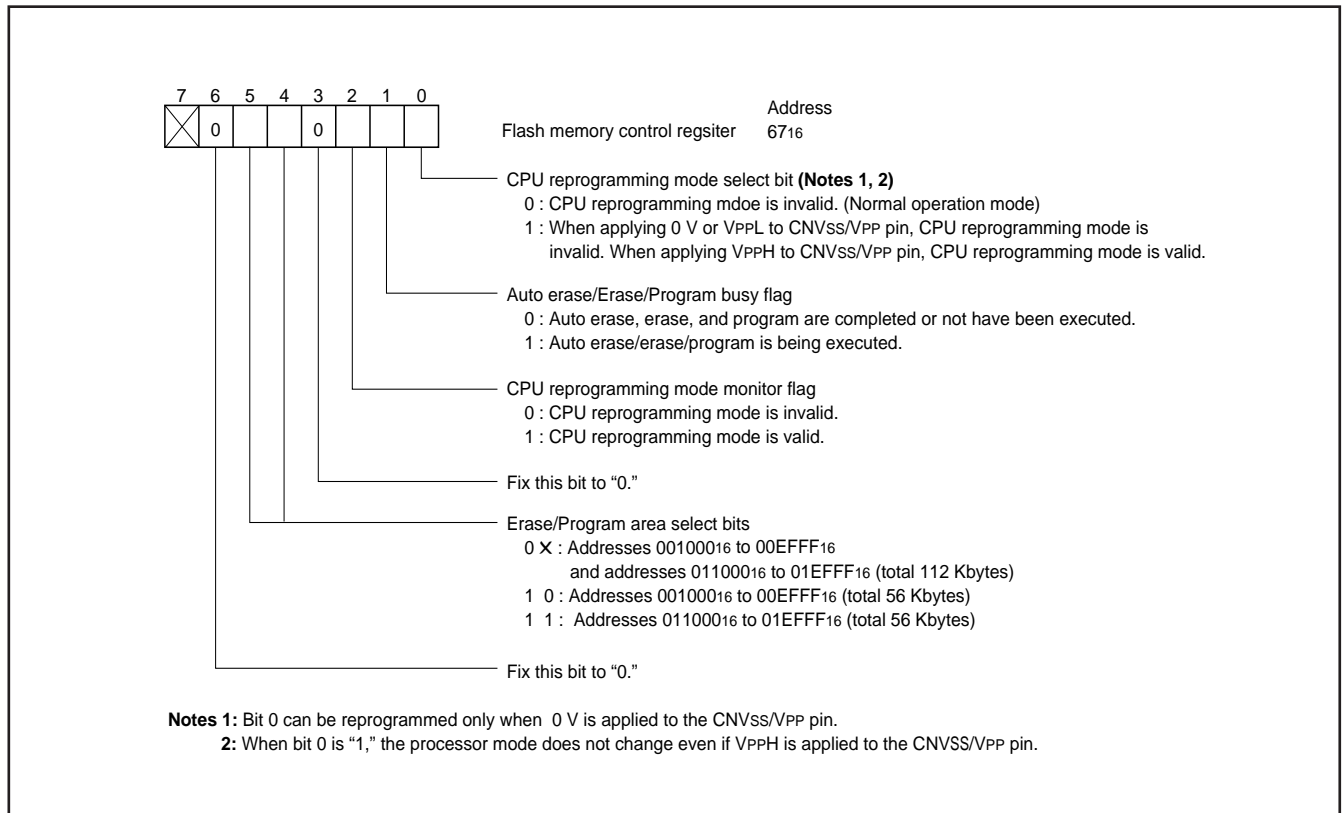 7 6 5 4 3 2 1 0
0 0
Address
Flash memory control regsiter 6716
CPU reprogramming mode select bit (Notes 1, 2)
0 : CPU reprogramming mdoe is invalid. (Normal operation mode)
1 : When applying 0 V or VPPL to CNVSS/VPP pin, CPU reprogramming mode is
invalid. When applying VPPH to CNVSS/VPP pin, CPU reprogramming mode is valid.
Auto erase/Erase/Program busy flag
0 : Auto erase, erase, and program are completed or not have been executed.
1 : Auto erase/erase/program is being executed.
CPU reprogramming mode monitor flag
0 : CPU reprogramming mode is invalid.
1 : CPU reprogramming mode is valid.
Fix this bit to “0.”
Erase/Program area select bits
0 X : Addresses 00100016 to 00EFFF16
and addresses 01100016 to 01EFFF16 (total 112 Kbytes)
1 0 : Addresses 00100016 to 00EFFF16 (total 56 Kbytes)
1 1 : Addresses 01100016 to 01EFFF16 (total 56 Kbytes)
Fix this bit to “0.”
Notes 1: Bit 0 can be reprogrammed only when 0 V is applied to the CNVSS/VPP pin.
2: When bit 0 is “1,” the processor mode does not change even if VPPH is applied to the CNVSS/VPP pin.